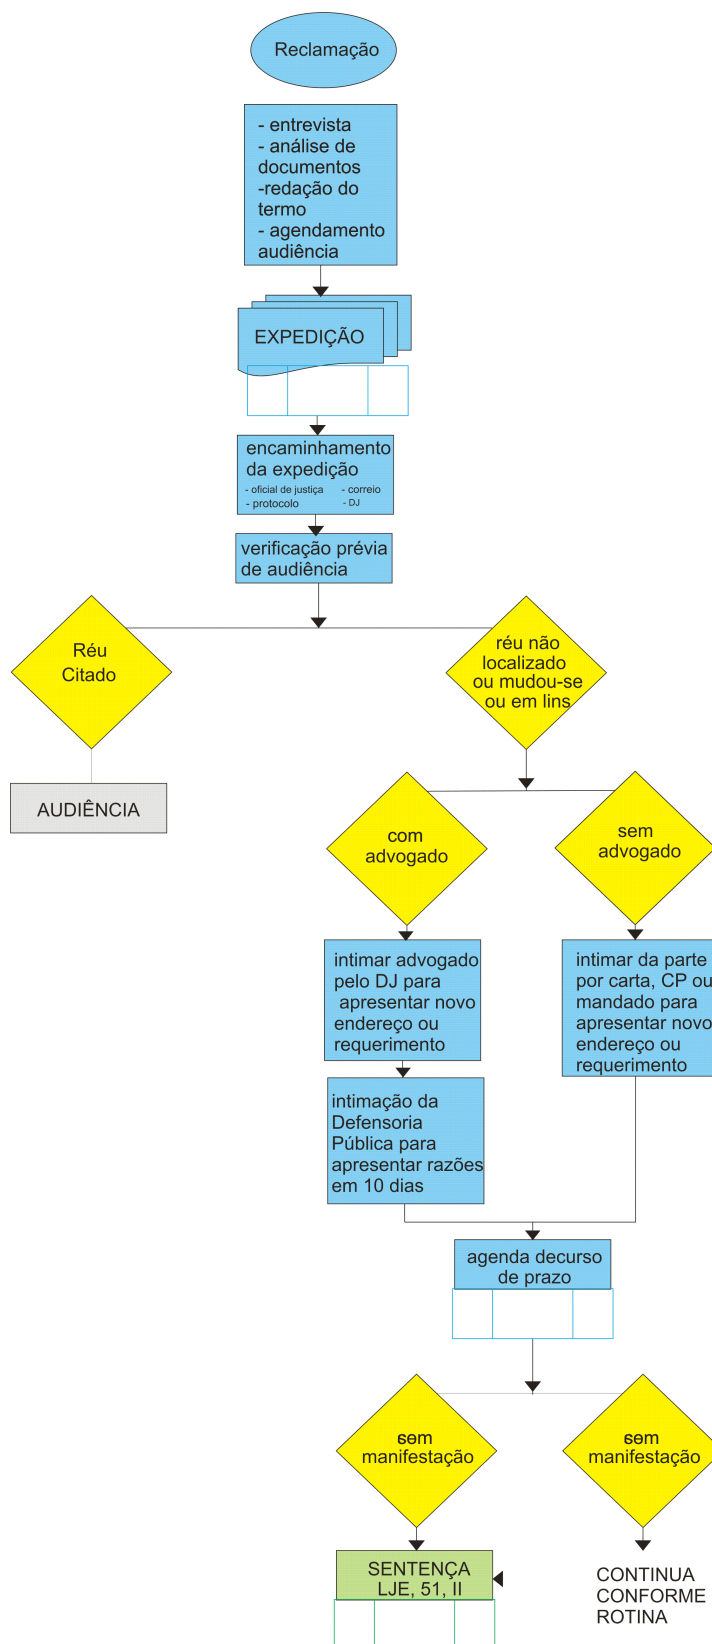 Reclamação
- entrevista
- análise de
documentos
-redação do
termo
- agendamento
audiência
EXPEDIÇÃO
encaminhamento
da expedição
- oficial de justiça - correio
- protocolo - DJ
verificação prévia
de audiência
Réu
Citado
réu não
localizado
ou mudou-se
ou em lins
AUDIÊNCIA
com
advogado
sem
advogado
intimar advogado
pelo DJ para
apresentar novo
endereço ou
requerimento
intimar da parte
por carta, CP ou
mandado para
apresentar novo
endereço ou
requerimento
intimação da
Defensoria
Pública para
apresentar razões
em 10 dias
agenda decurso
de prazo
manifestação
manifestação
SENTENÇA
LJE, 51, II
CONTINUA
CONFORME
ROTINA